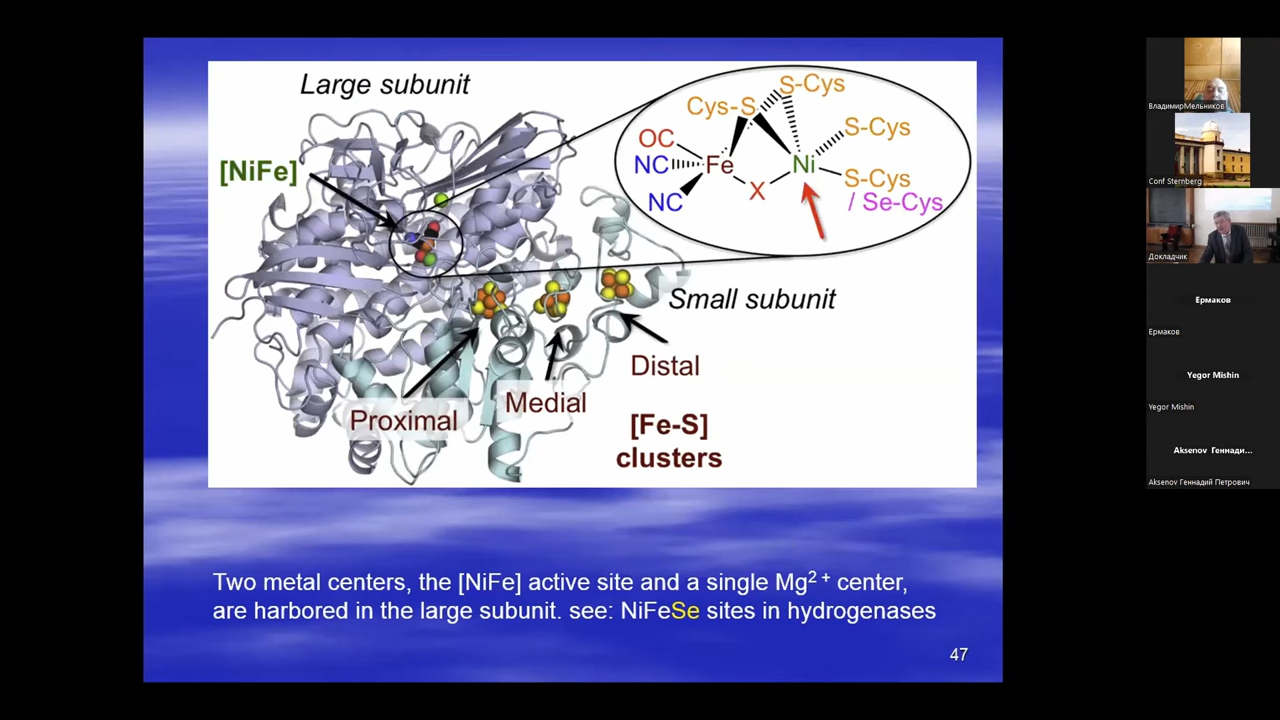 Large subunit
[NiFe]
Cys-S
S-Cys
OC
NC
NC
Fe
X
Ni
S-Cys
S-Cys
/ Se-Cys
Small subunit
Proximal
Medial
Distal
[Fe-S]
clusters
Two metal centers, the [NiFe] active site and a single Mg²⁺ center,
are harbored in the large subunit. see: NiFeSe sites in hydrogenases
47
ВладимирМельников
Conf Sternberg
Докладчик
Ермаков
Ермаков
Yegor Mishin
Yegor Mishin
Aksenov Геннади...
Aksenov Геннадий Петрович